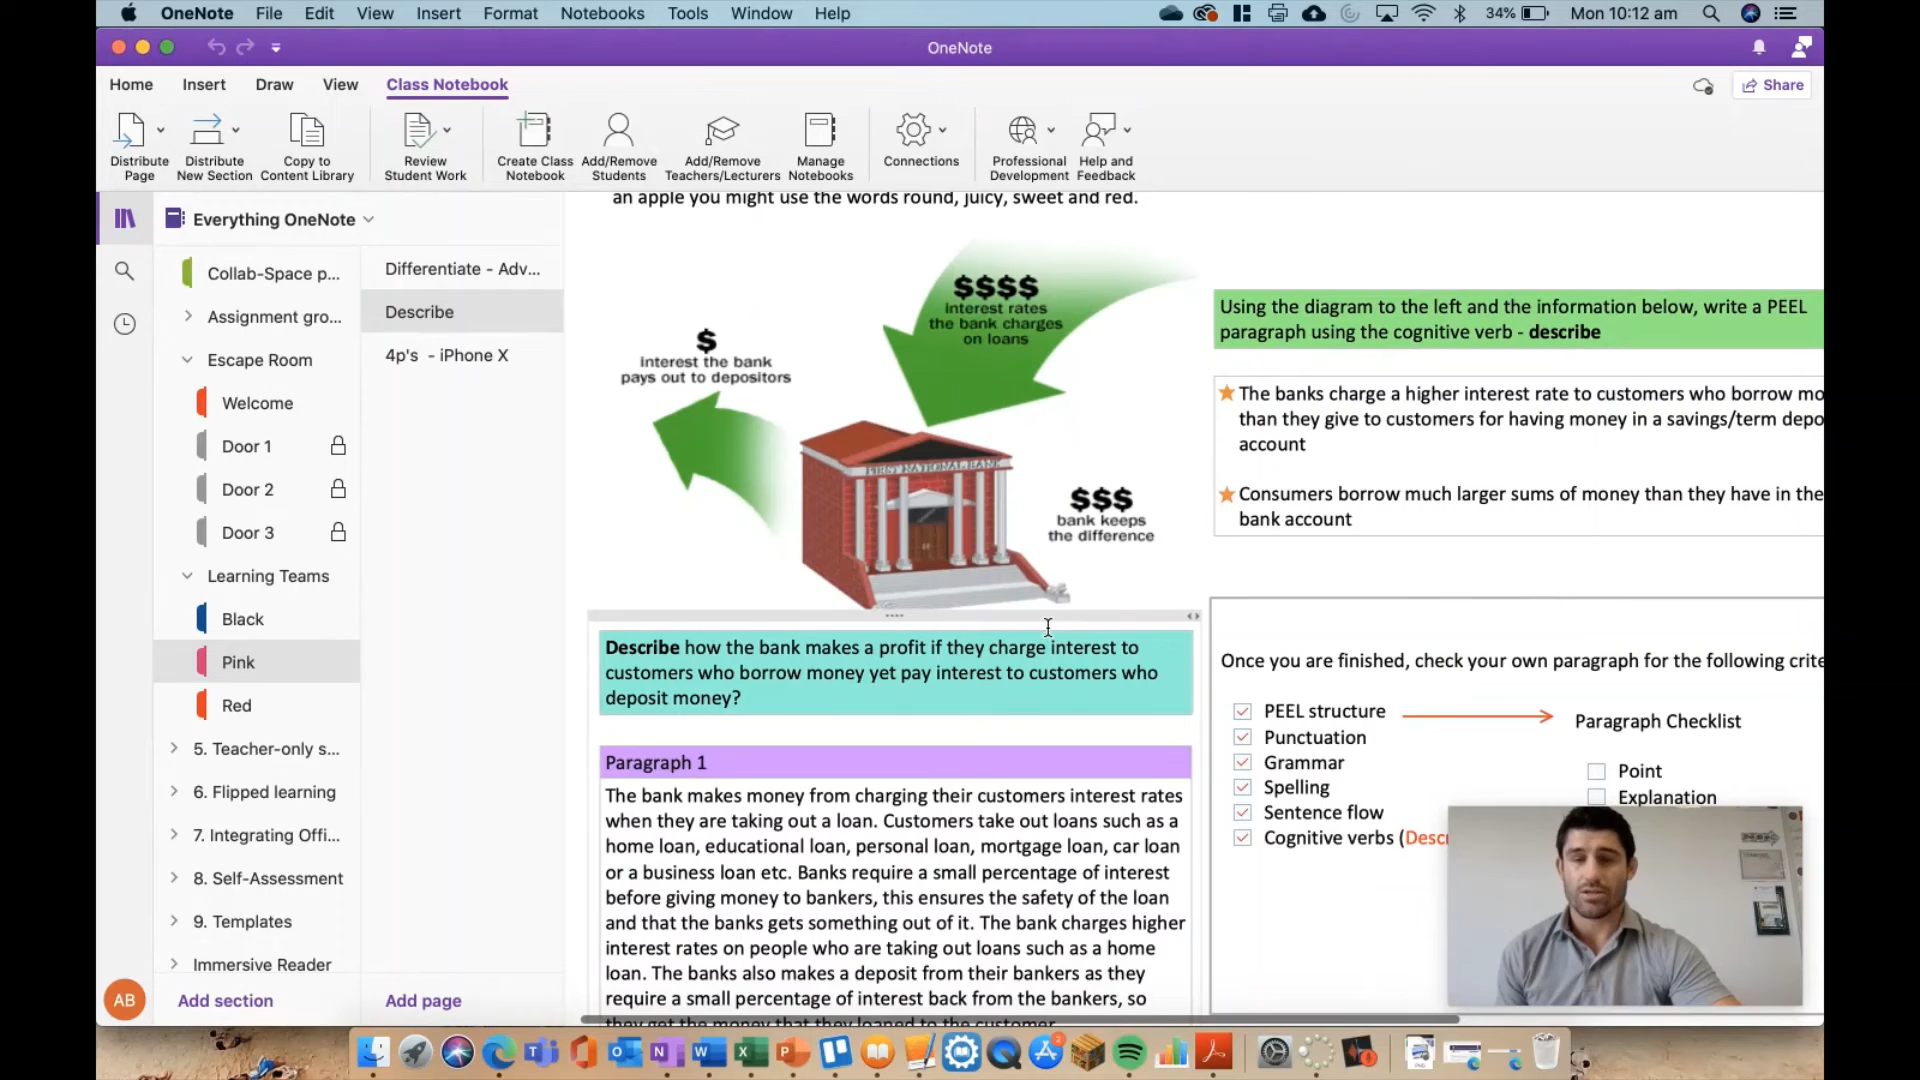 OneNote File Edit View Insert Format Notebooks Tools Window Help
34% Mon 10:12 am
OneNote
Home Insert Draw View Class Notebook
Share
Distribute Page
Distribute New Section
Copy to Content Library
Review Student Work
Create Class Notebook
Add/Remove Students
Add/Remove Teachers/Lecturers
Manage Notebooks
Connections
Professional Development
Help and Feedback
Everything OneNote
Collab-Space p...
Assignment gro...
Escape Room
Welcome
Door 1
Door 2
Door 3
Learning Teams
Black
Pink
Red
5. Teacher-only s...
6. Flipped learning
7. Integrating Offi...
8. Self-Assessment
9. Templates
Immersive Reader
AB
Add section
Differentiate - Adv...
Describe
4p's - iPhone X
Add page
an apple you might use the words round, juicy, sweet and red.
$$$$
interest rates
the bank charges
on loans
$
interest the bank
pays out to depositors
FIRST NATIONAL BANK
$$$
bank keeps
the difference
Describe how the bank makes a profit if they charge interest to
customers who borrow money yet pay interest to customers who
deposit money?
Paragraph 1
The bank makes money from charging their customers interest rates
when they are taking out a loan. Customers take out loans such as a
home loan, educational loan, personal loan, mortgage loan, car loan
or a business loan etc. Banks require a small percentage of interest
before giving money to bankers, this ensures the safety of the loan
and that the banks gets something out of it. The bank charges higher
interest rates on people who are taking out loans such as a home
loan. The banks also makes a deposit from their bankers as they
require a small percentage of interest back from the bankers, so
they get the money that they loaned to the customer.
Using the diagram to the left and the information below, write a PEEL
paragraph using the cognitive verb - describe
The banks charge a higher interest rate to customers who borrow mo
than they give to customers for having money in a savings/term depo
account
Consumers borrow much larger sums of money than they have in the
bank account
Once you are finished, check your own paragraph for the following crite
PEEL structure
Punctuation
Grammar
Spelling
Sentence flow
Cognitive verbs (Descr
Paragraph Checklist
Point
Explanation